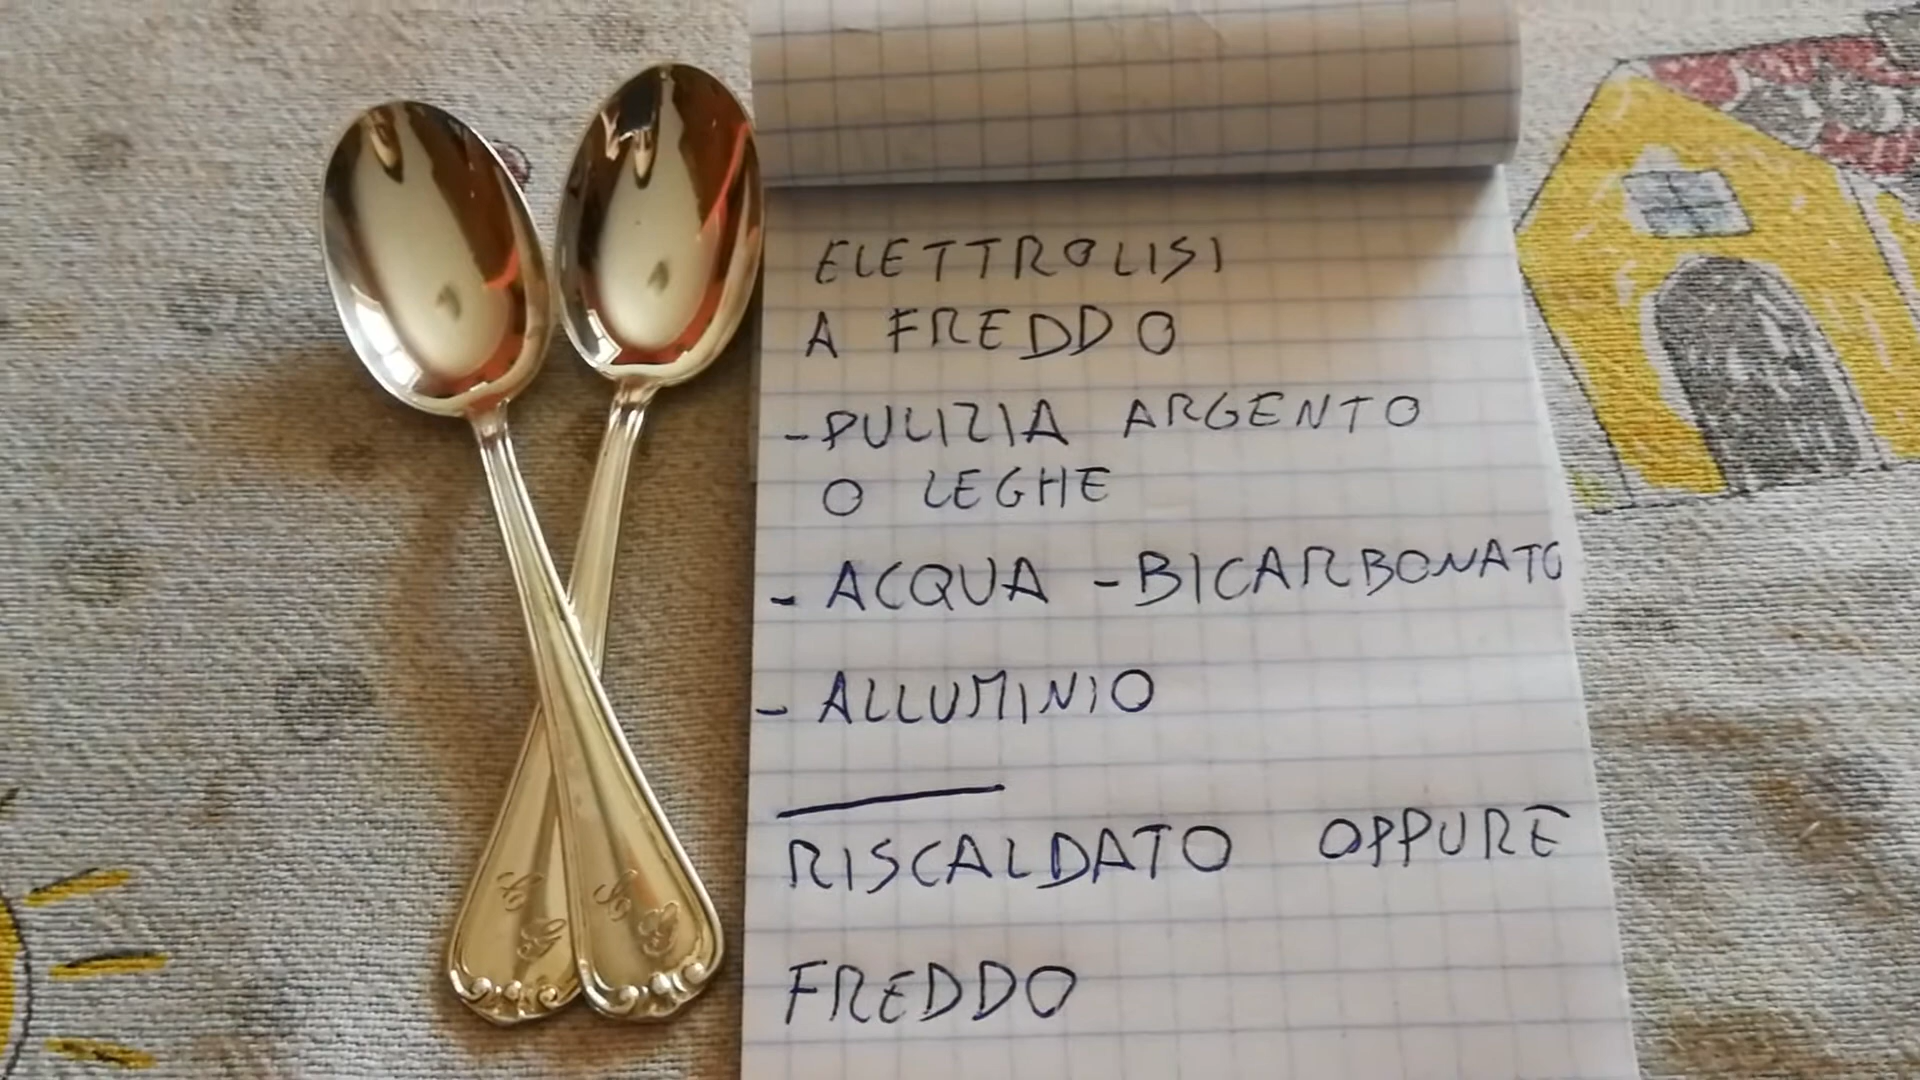 ELETTROLISI
A FREDDO
- PULIZIA ARGENTO
O LEGHE
- ACQUA - BICARBONATO
- ALLUMINIO
RISCALDATO OPPURE
FREDDO